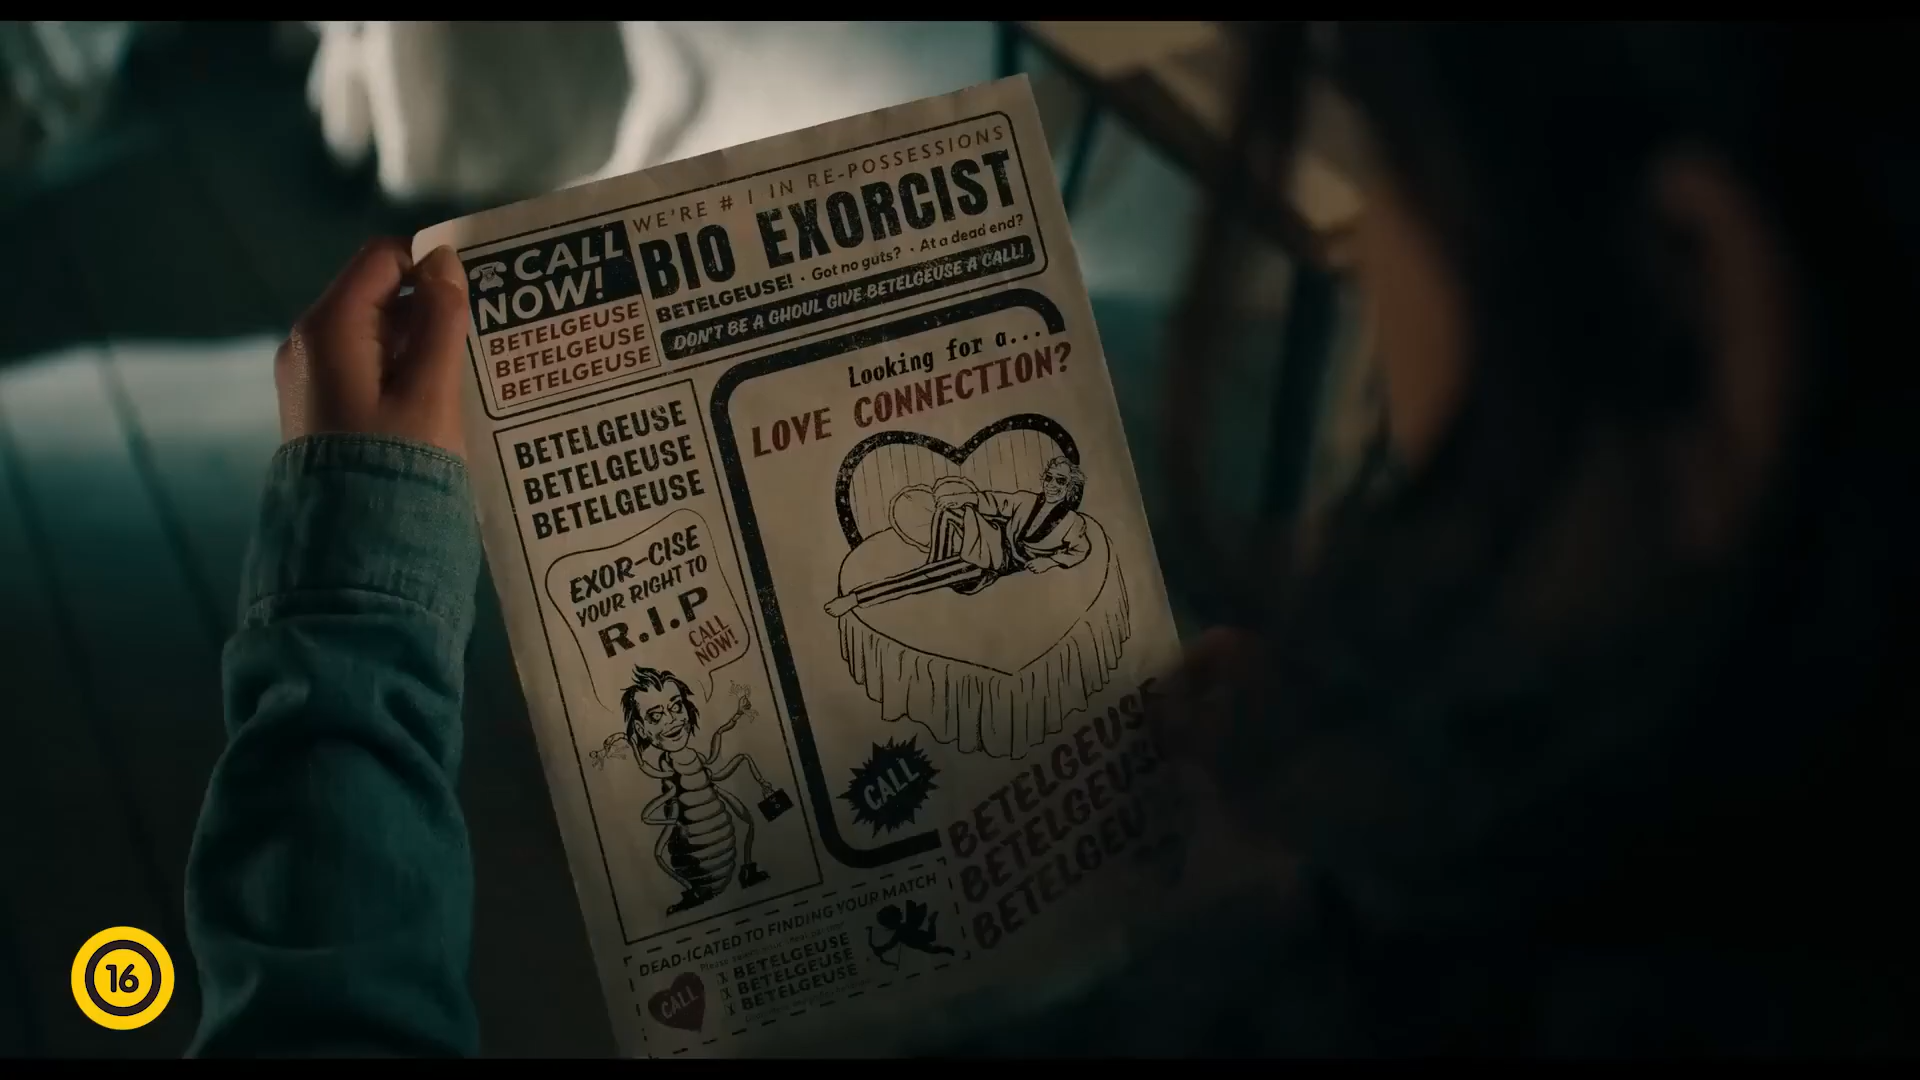 WE'RE # 1 IN RE-POSSESSIONS
BIO EXORCIST
BETELGEUSE! · Got no guts? · At a dead end?
DON'T BE A GHOUL GIVE BETELGEUSE A CALL!
CALL
NOW!
BETELGEUSE
BETELGEUSE
BETELGEUSE
BETELGEUSE
BETELGEUSE
BETELGEUSE
EXOR-CISE
YOUR RIGHT TO
R.I.P
CALL
NOW!
Looking for a...
LOVE CONNECTION?
CALL
BETELGEUSE
BETELGEUSE
BETELGEU
DEAD-ICATED TO FINDING YOUR MATCH
CALL
X BETELGEUSE
X BETELGEUSE
X BETELGEUSE
16